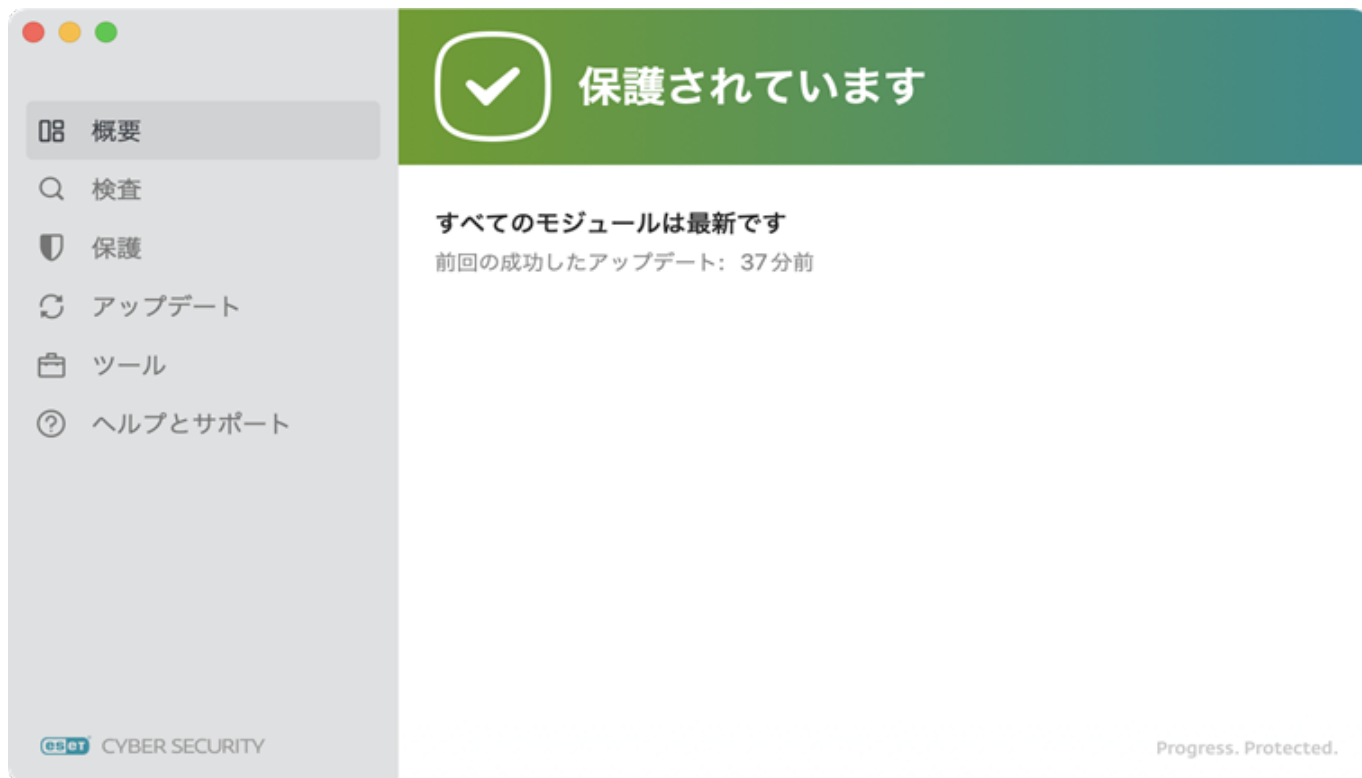 概要
検査
保護
アップデート
ツール
ヘルプとサポート
eset CYBER SECURITY
保護されています
すべてのモジュールは最新です
前回の成功したアップデート: 37分前
Progress. Protected.